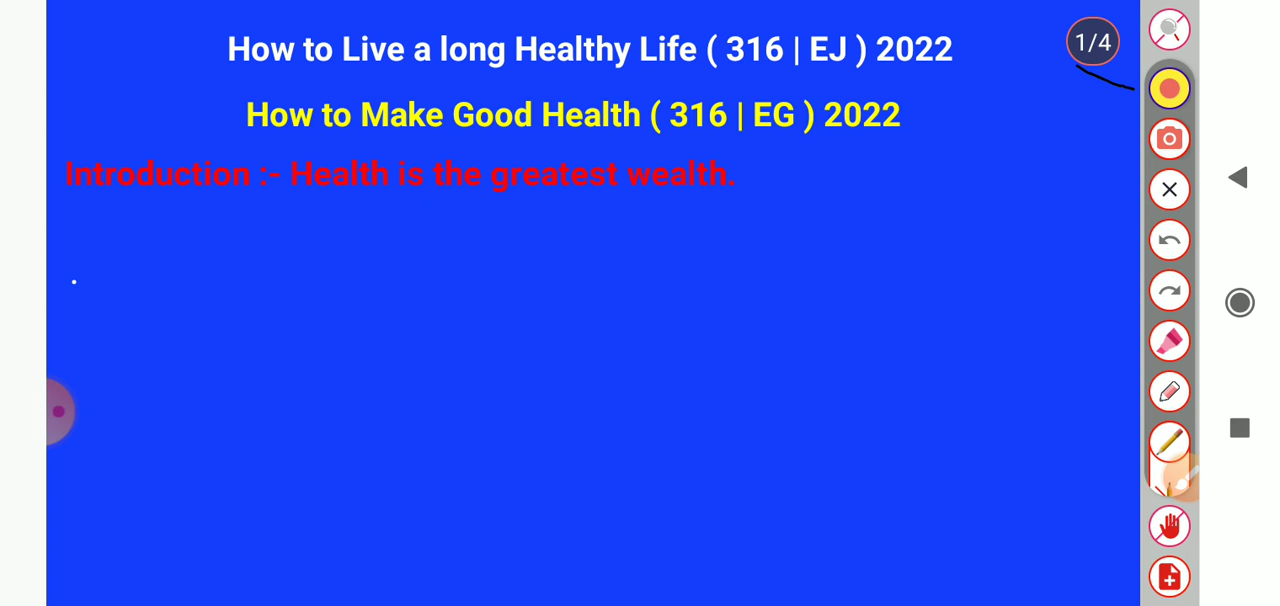 How to Live a long Healthy Life ( 316 | EJ ) 2022
1/4
How to Make Good Health ( 316 | EG ) 2022
Introduction :- Health is the greatest wealth.